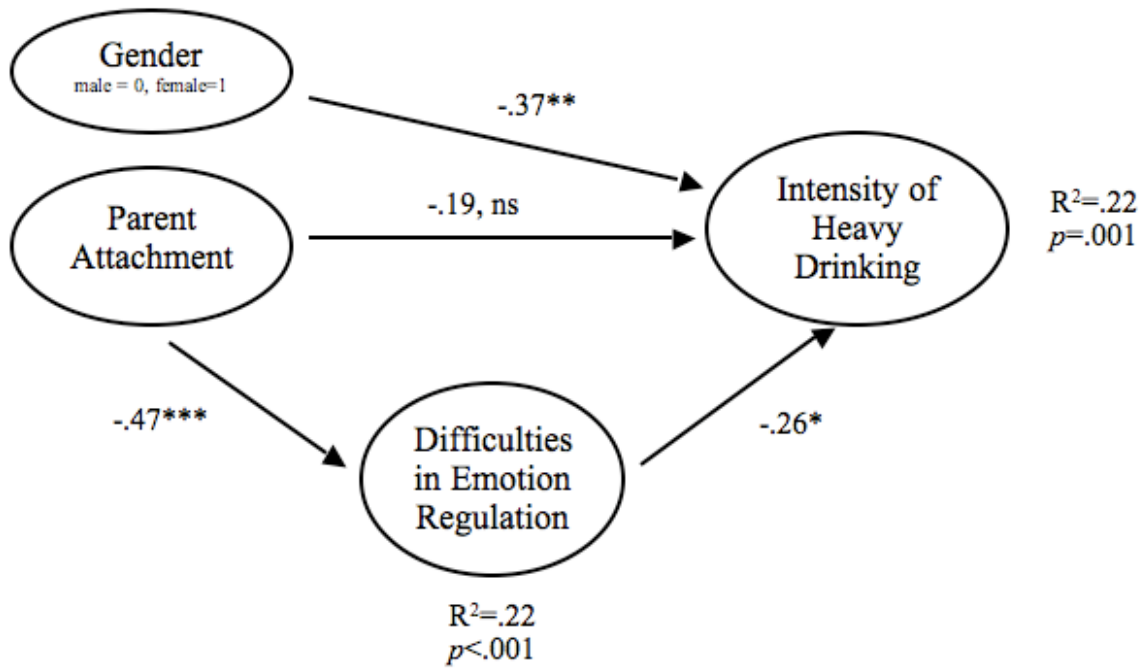 Gender
male = 0, female=1
-.37**
Parent
Attachment
-.19, ns
Intensity of
Heavy
Drinking
R²=.22
p=.001
-.47***
Difficulties
in Emotion
Regulation
-.26*
R²=.22
p<.001